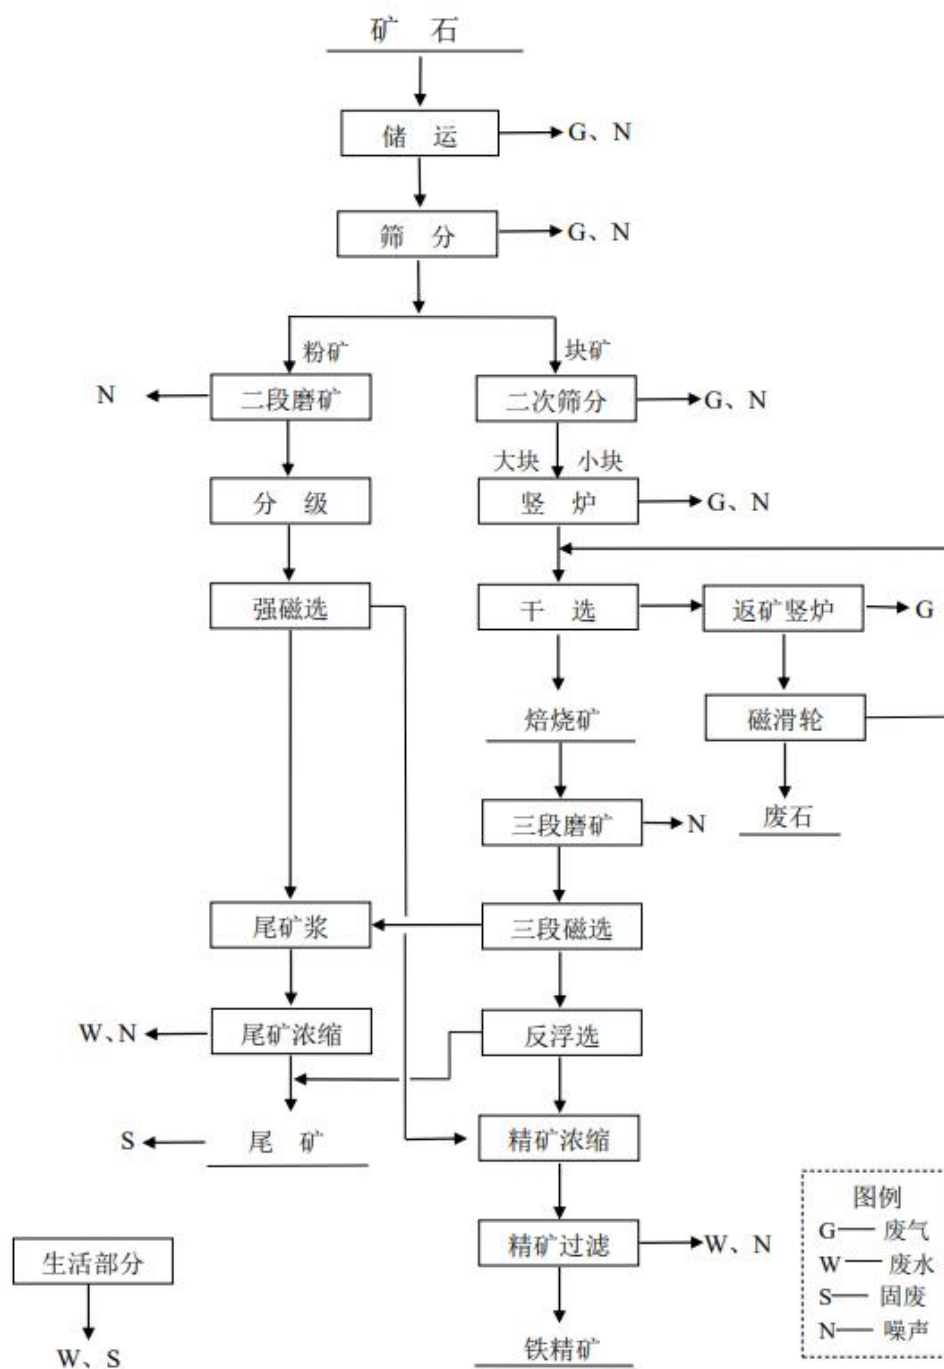 矿 石
储 运
G、N
筛 分
G、N
粉矿
块矿
N
二段磨矿
二次筛分
G、N
大块 小块
分 级
竖 炉
G、N
强磁选
干 选
返矿竖炉
G
焙烧矿
磁滑轮
三段磨矿
N
废石
尾矿浆
三段磁选
W、N
尾矿浓缩
反浮选
S
尾 矿
精矿浓缩
图例
G—— 废气
W—— 废水
S—— 固废
N—— 噪声
生活部分
精矿过滤
W、N
W、S
铁精矿